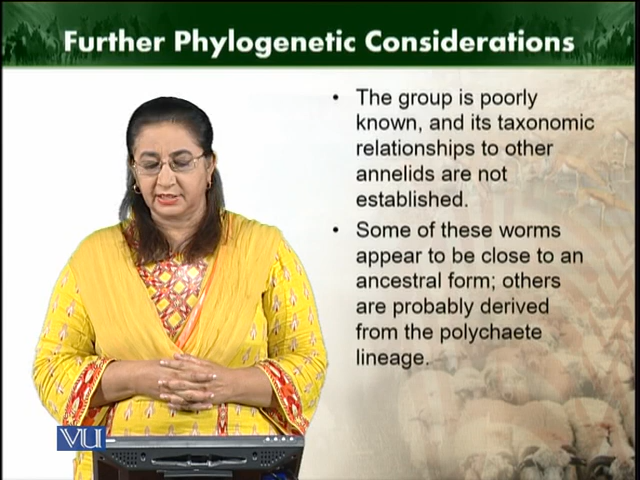 Further Phylogenetic Considerations
• The group is poorly
known, and its taxonomic
relationships to other
annelids are not
established.
• Some of these worms
appear to be close to an
ancestral form; others
are probably derived
from the polychaete
lineage.
VU